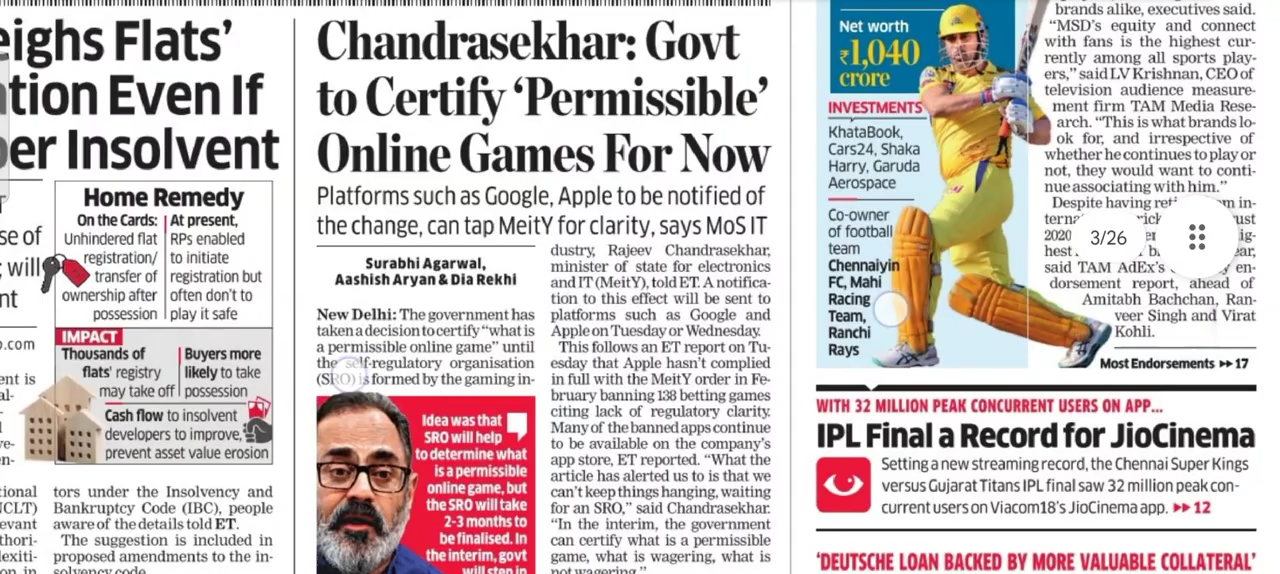 eighs Flats’
ation Even If
per Insolvent
se of
will
nt
o.com
Home Remedy
On the Cards:
Unhindered flat
registration/
transfer of
ownership after
possession
At present,
RPs enabled
to initiate
registration but
often don't to
play it safe
IMPACT
Thousands of
flats’ registry
may take off
Buyers more
likely to take
possession
Cash flow to insolvent
developers to improve,
prevent asset value erosion
ent is
tional
NCLT)
evant
thori-
lexiti-
on in
tors under the Insolvency and
Bankruptcy Code (IBC), people
aware of the details told ET.
The suggestion is included in
proposed amendments to the in-
solvency code.
Chandrasekhar: Govt
to Certify ‘Permissible’
Online Games For Now
Platforms such as Google, Apple to be notified of
the change, can tap MeitY for clarity, says MoS IT
Surabhi Agarwal,
Aashish Aryan & Dia Rekhi
New Delhi: The government has
taken a decision to certify “what is
a permissible online game” until
the self-regulatory organisation
(SRO) is formed by the gaming in-
Idea was that
SRO will help
to determine what
is a permissible
online game, but
the SRO will take
2-3 months to
be finalised. In
the interim, govt
will step in
dustry, Rajeev Chandrasekhar,
minister of state for electronics
and IT (MeitY), told ET. A notifica-
tion to this effect will be sent to
platforms such as Google and
Apple on Tuesday or Wednesday.
This follows an ET report on Tu-
esday that Apple hasn’t complied
in full with the MeitY order in Fe-
bruary banning 138 betting games
citing lack of regulatory clarity.
Many of the banned apps continue
to be available on the company’s
app store, ET reported. “What the
article has alerted us to is that we
can’t keep things hanging, waiting
for an SRO,” said Chandrasekhar.
“In the interim, the government
can certify what is a permissible
game, what is wagering, what is
not wagering.”
Net worth
₹1,040
crore
INVESTMENTS
KhataBook,
Cars24, Shaka
Harry, Garuda
Aerospace
Co-owner
of football
team
Chennaiyin
FC, Mahi
Racing
Team,
Ranchi
Rays
brands alike, executives said.
“MSD’s equity and connect
with fans is the highest cur-
rently among all sports play-
ers,” said LV Krishnan, CEO of
television audience measure-
ment firm TAM Media Rese-
arch. “This is what brands lo-
ok for, and irrespective of
whether he continues to play or
not, they would want to conti-
nue associating with him.”
Despite having
2020
3/26
said TAM AdEx’s en-
dorsement report, ahead of
Amitabh Bachchan, Ran-
veer Singh and Virat
Kohli.
Most Endorsements ▸▸ 17
WITH 32 MILLION PEAK CONCURRENT USERS ON APP...
IPL Final a Record for JioCinema
Setting a new streaming record, the Chennai Super Kings
versus Gujarat Titans IPL final saw 32 million peak con-
current users on Viacom18’s JioCinema app. ▸▸ 12
‘DEUTSCHE LOAN BACKED BY MORE VALUABLE COLLATERAL’